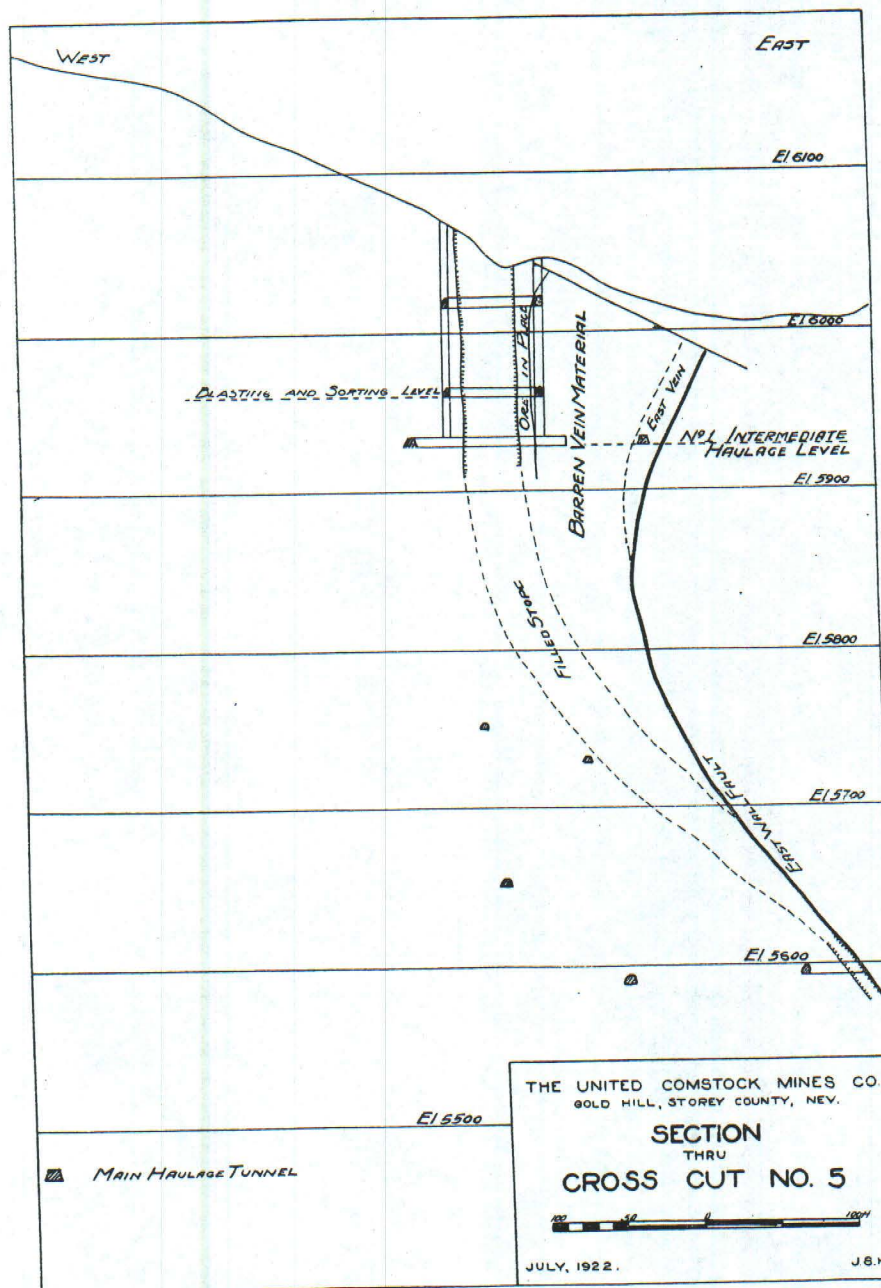 WEST
EAST
El 6100
El 6000
ORE IN PLACE
BARREN VEIN MATERIAL
EAST VEIN
BLASTING AND SORTING LEVEL
Nº1 INTERMEDIATE
HAULAGE LEVEL
El 5900
FILLED STOPE
El 5800
EAST WALL FAULT
El 5700
El 5600
El 5500
MAIN HAULAGE TUNNEL
THE UNITED COMSTOCK MINES CO.
GOLD HILL, STOREY COUNTY, NEV.
SECTION
THRU
CROSS CUT NO. 5
100 50 0 100ft
JULY, 1922.